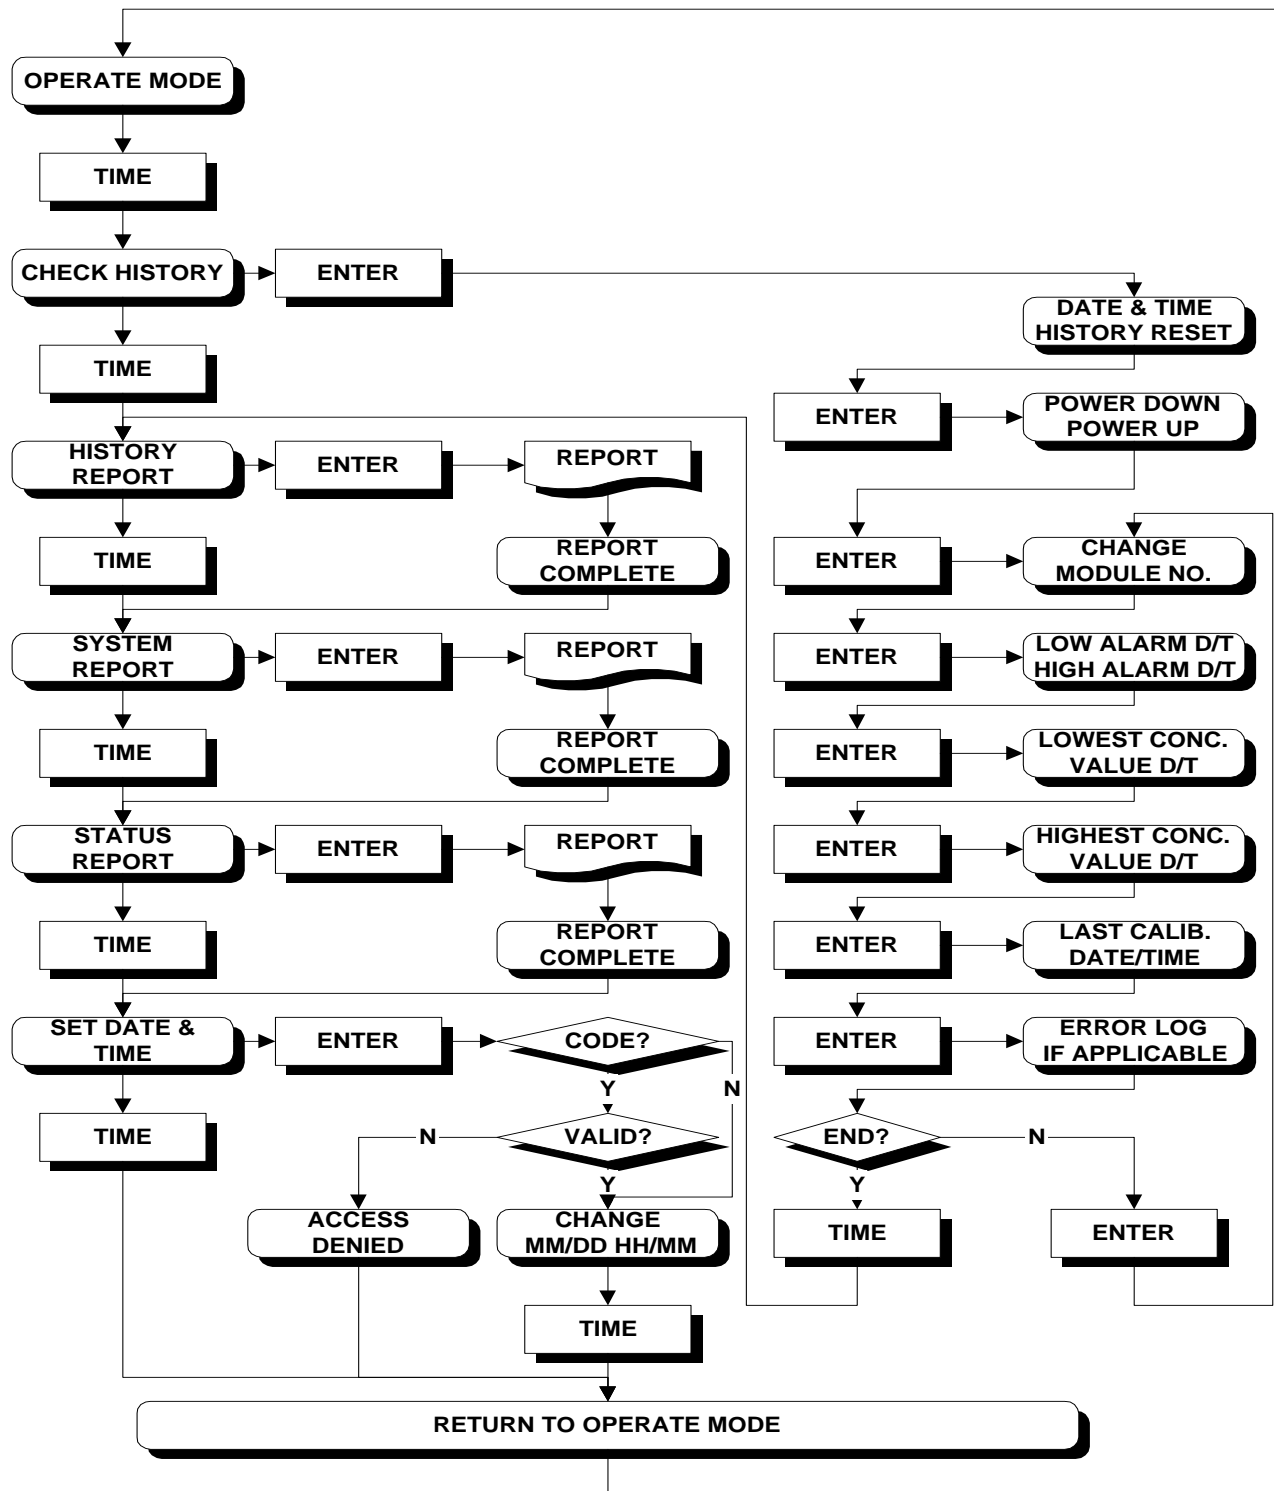 OPERATE MODE
TIME
CHECK HISTORY
ENTER
DATE & TIME
HISTORY RESET
TIME
ENTER
POWER DOWN
POWER UP
HISTORY
REPORT
ENTER
REPORT
TIME
REPORT
COMPLETE
ENTER
CHANGE
MODULE NO.
SYSTEM
REPORT
ENTER
REPORT
ENTER
LOW ALARM D/T
HIGH ALARM D/T
TIME
REPORT
COMPLETE
ENTER
LOWEST CONC.
VALUE D/T
STATUS
REPORT
ENTER
REPORT
ENTER
HIGHEST CONC.
VALUE D/T
TIME
REPORT
COMPLETE
ENTER
LAST CALIB.
DATE/TIME
SET DATE &
TIME
ENTER
CODE?
ENTER
ERROR LOG
IF APPLICABLE
Y
N
TIME
N
VALID?
END?
N
Y
Y
ACCESS
DENIED
CHANGE
MM/DD HH/MM
TIME
ENTER
TIME
RETURN TO OPERATE MODE